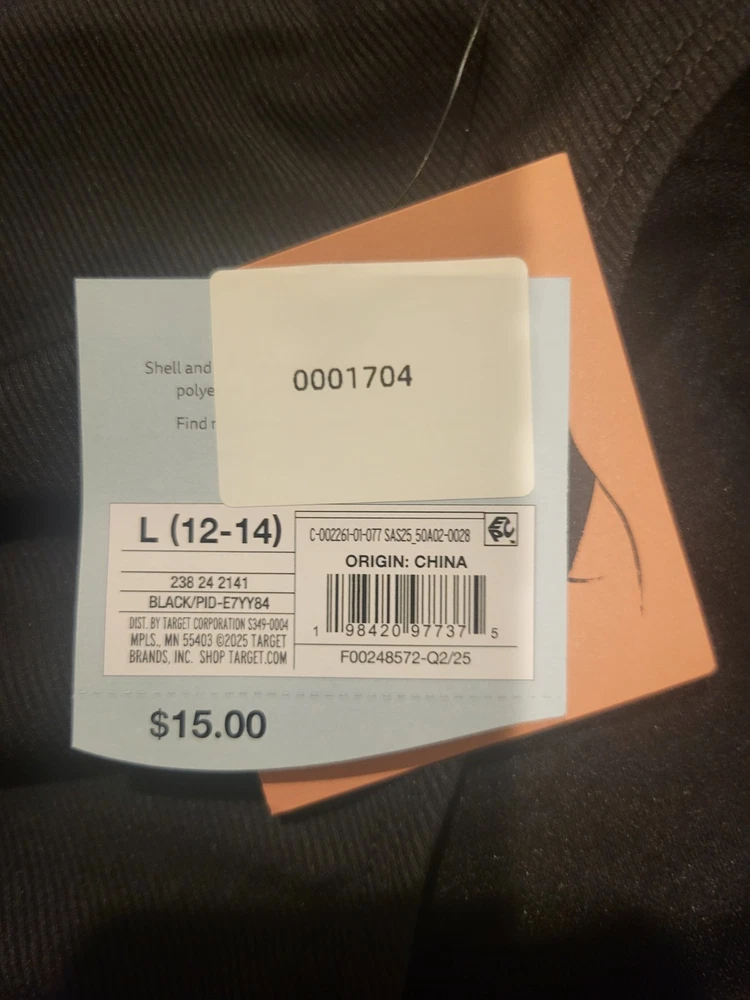 Shell and
polye
Find r
0001704
L (12-14)
238 24 2141
BLACK/PID-E7YY84
DIST. BY TARGET CORPORATION S349-0004
MPLS., MN 55403 ©2025 TARGET
BRANDS, INC. SHOP TARGET.COM
C-002261-01-077 SAS25_50A02-0028
EPC
ORIGIN: CHINA
1 98420 97737 5
F00248572-Q2/25
$15.00